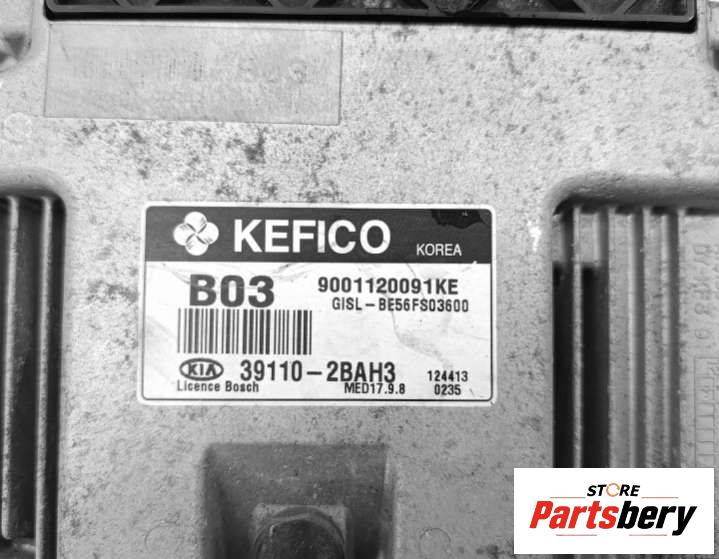 KEFICO KOREA
B03 9001120091KE
GISL-BE56FS03600
KIA 39110-2BAH3 124413
Licence Bosch MED17.9.8 0235
STORE
Partsbery